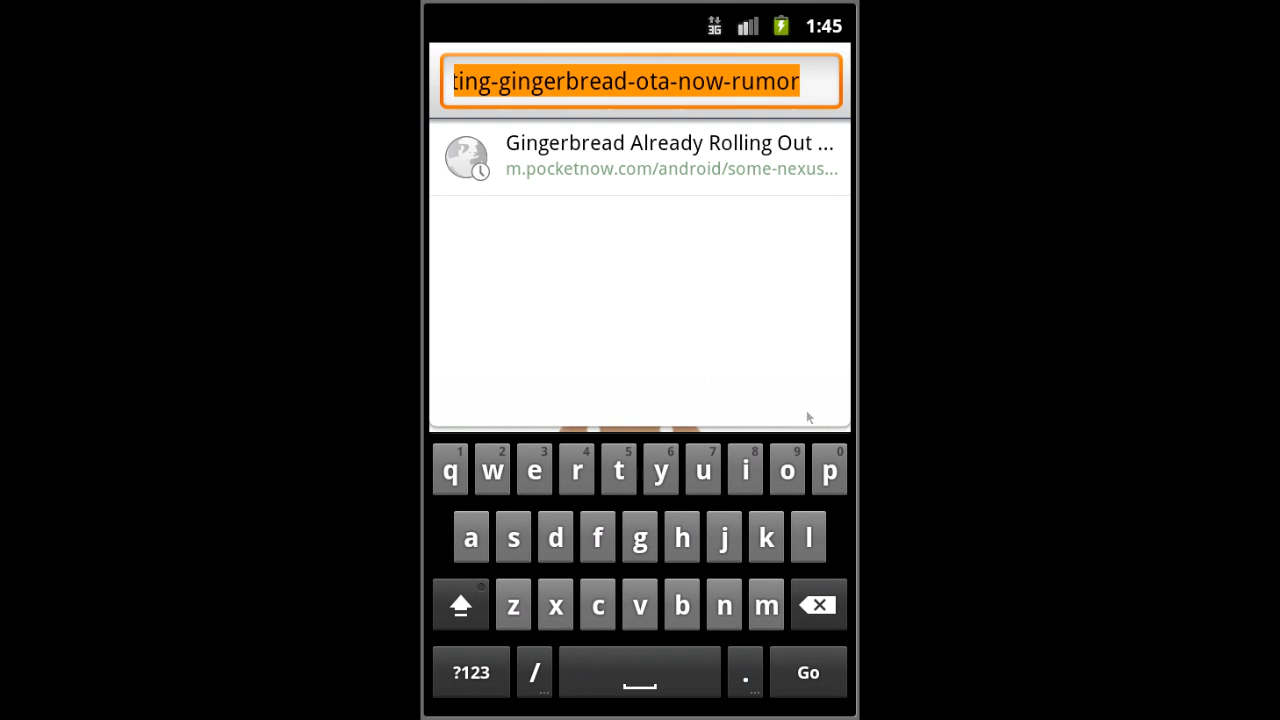 3G 1:45
ting-gingerbread-ota-now-rumor
Gingerbread Already Rolling Out ...
m.pocketnow.com/android/some-nexus...
1 2 3 4 5 6 7 8 9 0
q w e r t y u i o p
a s d f g h j k l
z x c v b n m
?123 / . Go